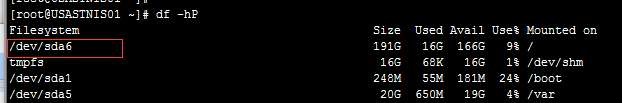 [root@USASTNIS01 ~]# df -hP
Filesystem Size Used Avail Use% Mounted on
/dev/sda6 191G 16G 166G 9% /
tmpfs 16G 68K 16G 1% /dev/shm
/dev/sda1 248M 55M 181M 24% /boot
/dev/sda5 20G 650M 19G 4% /var